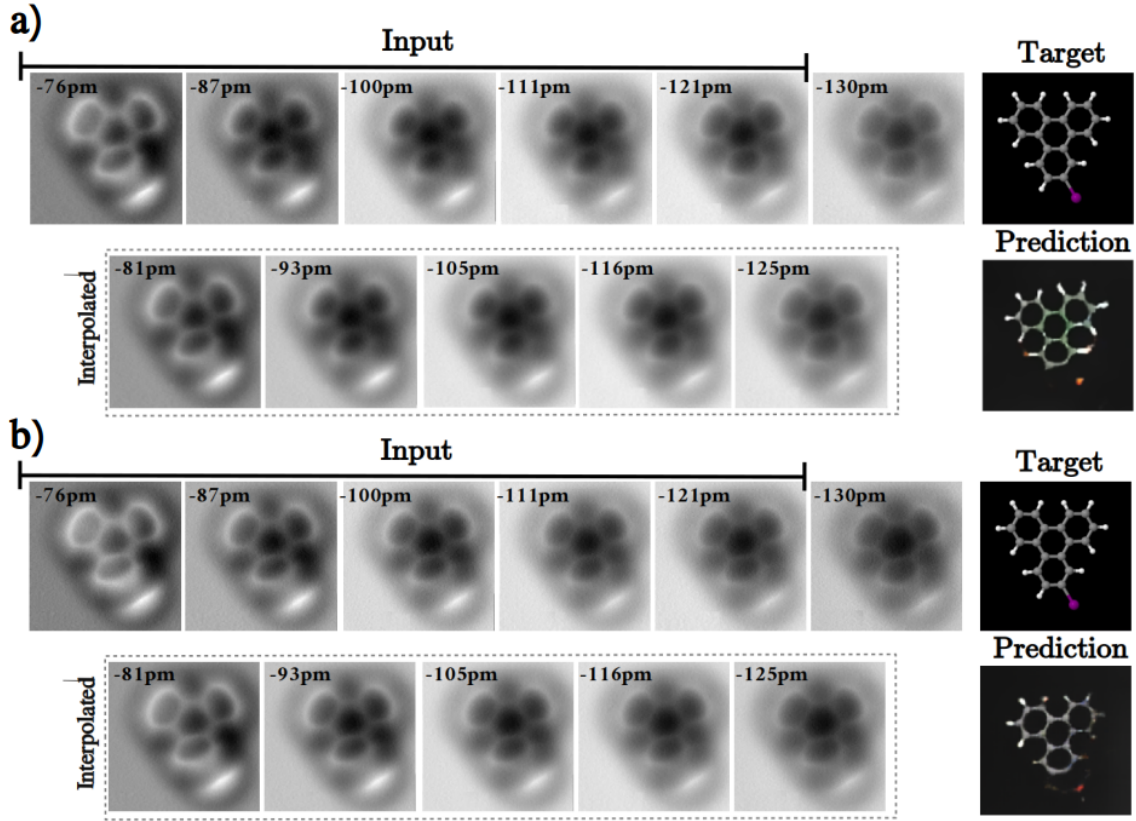 a)
Input
Target
-76pm -87pm -100pm -111pm -121pm -130pm
Prediction
Interpolated
-81pm -93pm -105pm -116pm -125pm
b)
Input
Target
-76pm -87pm -100pm -111pm -121pm -130pm
Prediction
Interpolated
-81pm -93pm -105pm -116pm -125pm